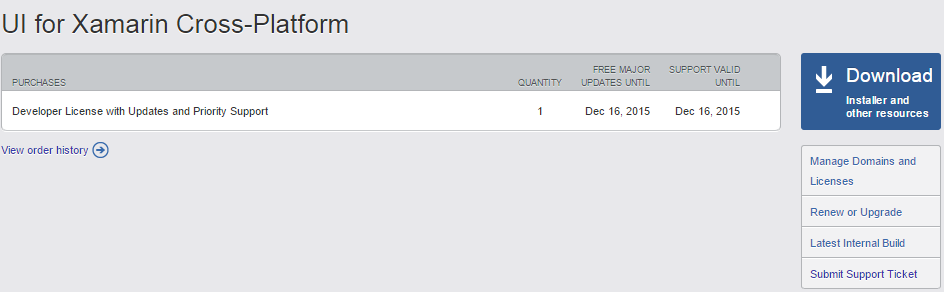 UI for Xamarin Cross-Platform
PURCHASES
QUANTITY
FREE MAJOR
UPDATES UNTIL
SUPPORT VALID
UNTIL
Developer License with Updates and Priority Support
1
Dec 16, 2015
Dec 16, 2015
View order history
Download
Installer and
other resources
Manage Domains and
Licenses
Renew or Upgrade
Latest Internal Build
Submit Support Ticket